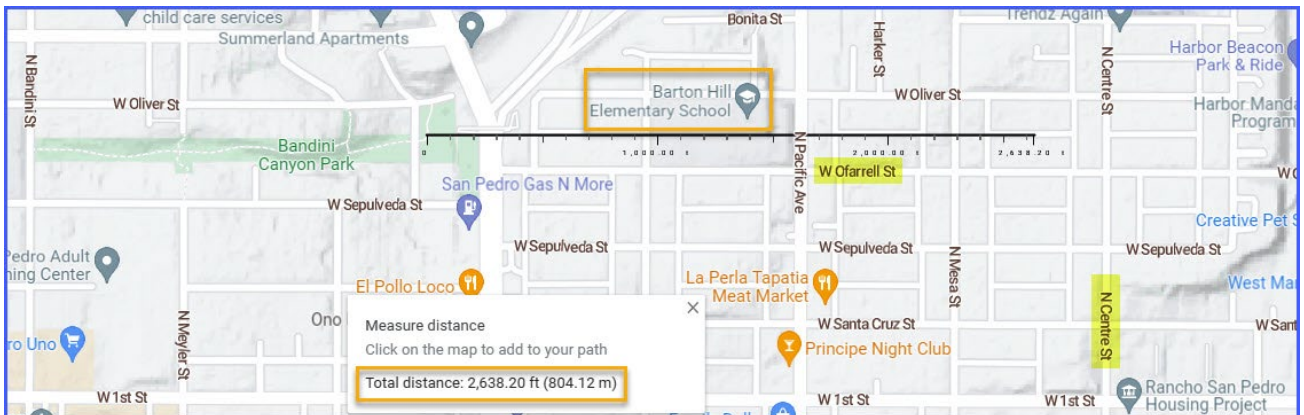 child care services
Summerland Apartments
Bonita St
Trendz Again
Harker St
N Centre St
Harbor Beacon
Park & Ride
N Bandini St
W Oliver St
Barton Hill
Elementary School
W Oliver St
Harbor Manda
Program
Bandini
Canyon Park
0
1,000.00
2,000.00
2,638.20
N Pacific Ave
W Ofarrell St
San Pedro Gas N More
W Sepulveda St
Creative Pet S
W Sepulveda St
W Sepulveda St
W Sepulveda St
Pedro Adult
ning Center
El Pollo Loco
La Perla Tapatia
Meat Market
N Mesa St
N Centre St
West Mar
N Meyler St
Ono
Measure distance
Click on the map to add to your path
Total distance: 2,638.20 ft (804.12 m)
W Santa Cruz St
W Sant
ro Uno
Principe Night Club
Rancho San Pedro
Housing Project
W 1st St
W 1st St
W 1st St